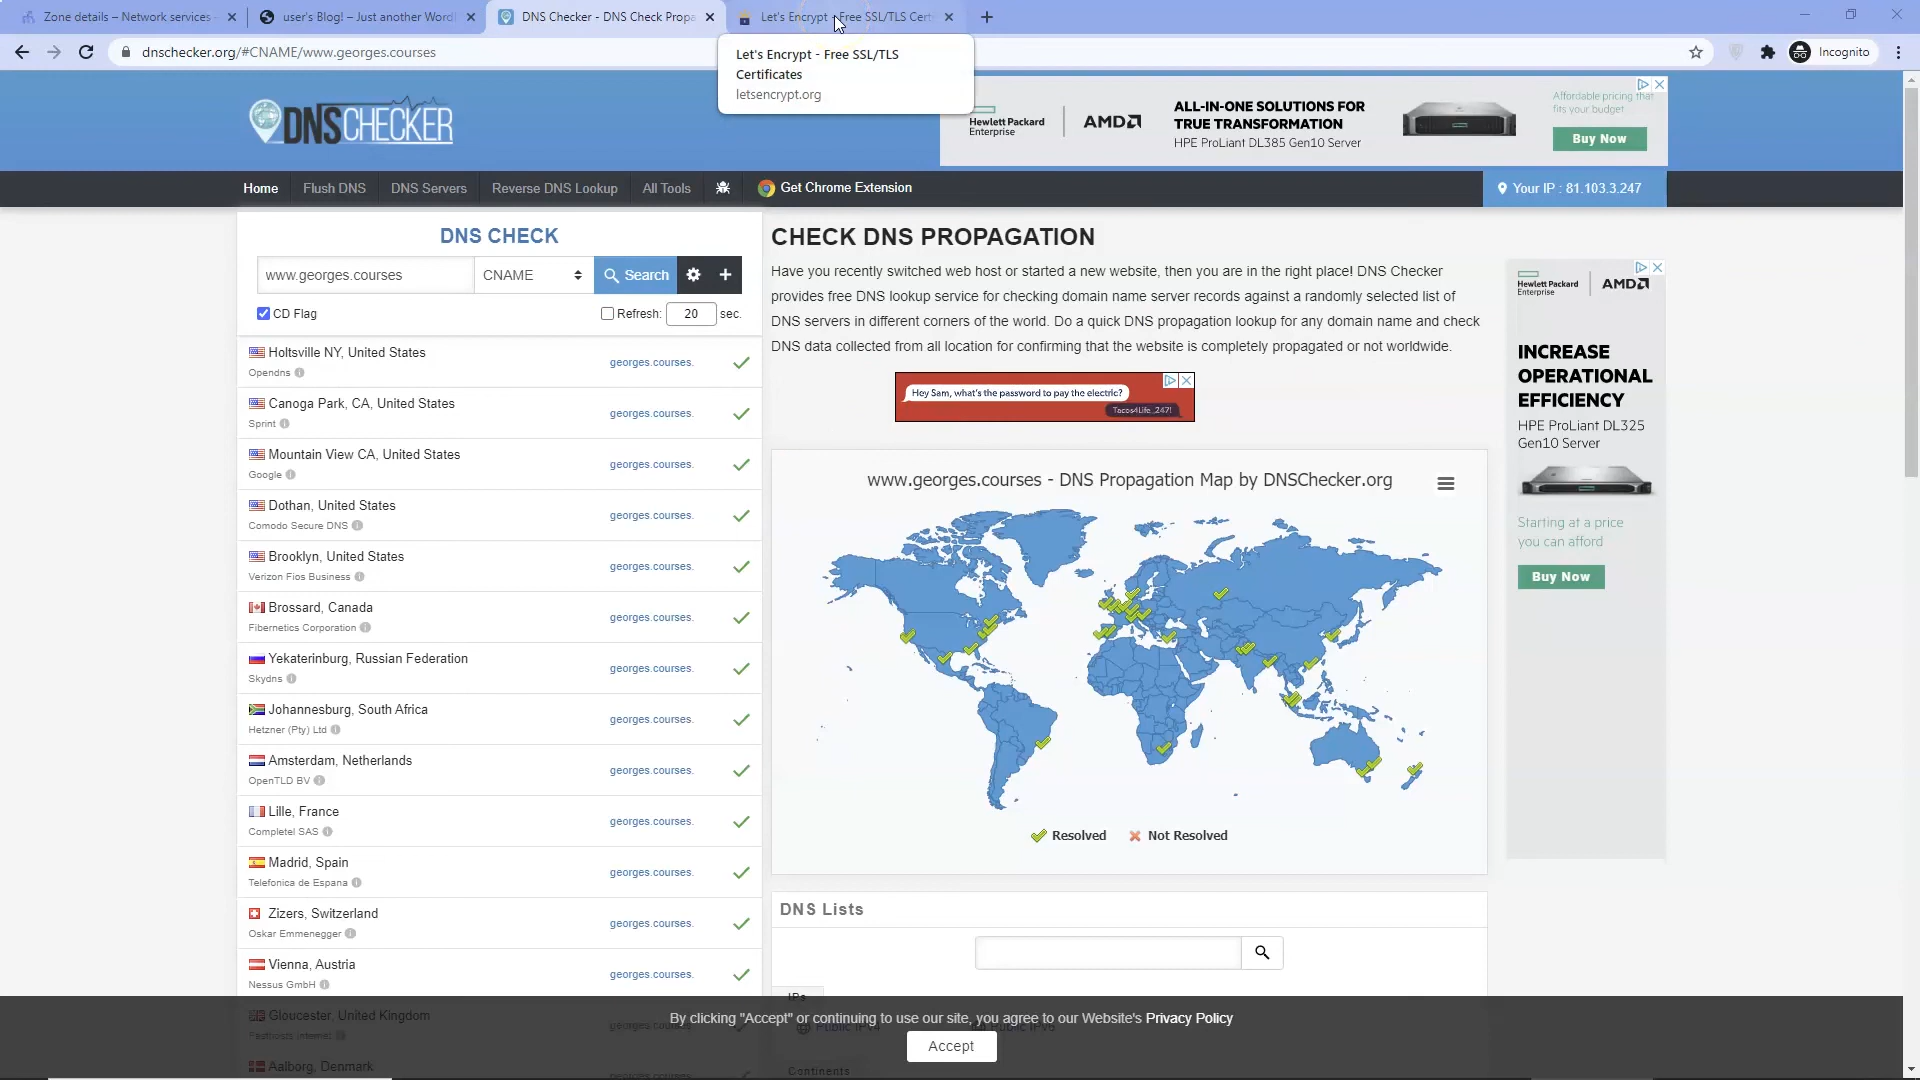 Zone details – Network services
user's Blog! – Just another Word
DNS Checker - DNS Check Propa
Let's Encrypt - Free SSL/TLS Cert
dnschecker.org/#CNAME/www.georges.courses
Incognito
Let's Encrypt - Free SSL/TLS
Certificates
letsencrypt.org
DNSCHECKER
Hewlett Packard
Enterprise
AMD
ALL-IN-ONE SOLUTIONS FOR
TRUE TRANSFORMATION
HPE ProLiant DL385 Gen10 Server
Affordable pricing that
fits your budget
Buy Now
Home
Flush DNS
DNS Servers
Reverse DNS Lookup
All Tools
Get Chrome Extension
Your IP : 81.103.3.247
DNS CHECK
www.georges.courses
CNAME
Search
CD Flag
Refresh: 20 sec.
Holtsville NY, United States
Opendns
georges.courses.
Canoga Park, CA, United States
Sprint
georges.courses.
Mountain View CA, United States
Google
georges.courses.
Dothan, United States
Comodo Secure DNS
georges.courses.
Brooklyn, United States
Verizon Fios Business
georges.courses.
Brossard, Canada
Fibernetics Corporation
georges.courses.
Yekaterinburg, Russian Federation
Skydns
georges.courses.
Johannesburg, South Africa
Hetzner (Pty) Ltd
georges.courses.
Amsterdam, Netherlands
OpenTLD BV
georges.courses.
Lille, France
Completel SAS
georges.courses.
Madrid, Spain
Telefonica de Espana
georges.courses.
Zizers, Switzerland
Oskar Emmenegger
georges.courses.
Vienna, Austria
Nessus GmbH
georges.courses.
Gloucester, United Kingdom
Fasthosts Internet
georges.courses.
Aalborg, Denmark
georges.courses.
CHECK DNS PROPAGATION
Have you recently switched web host or started a new website, then you are in the right place! DNS Checker
provides free DNS lookup service for checking domain name server records against a randomly selected list of
DNS servers in different corners of the world. Do a quick DNS propagation lookup for any domain name and check
DNS data collected from all location for confirming that the website is completely propagated or not worldwide.
Hey Sam, what's the password to pay the electric?
Tacos4Life_247!
www.georges.courses - DNS Propagation Map by DNSChecker.org
Resolved
Not Resolved
DNS Lists
IPs
Public IPv4
Public IPv6
Continents
Hewlett Packard
Enterprise
AMD
INCREASE
OPERATIONAL
EFFICIENCY
HPE ProLiant DL325
Gen10 Server
Starting at a price
you can afford
Buy Now
By clicking "Accept" or continuing to use our site, you agree to our Website's Privacy Policy
Accept